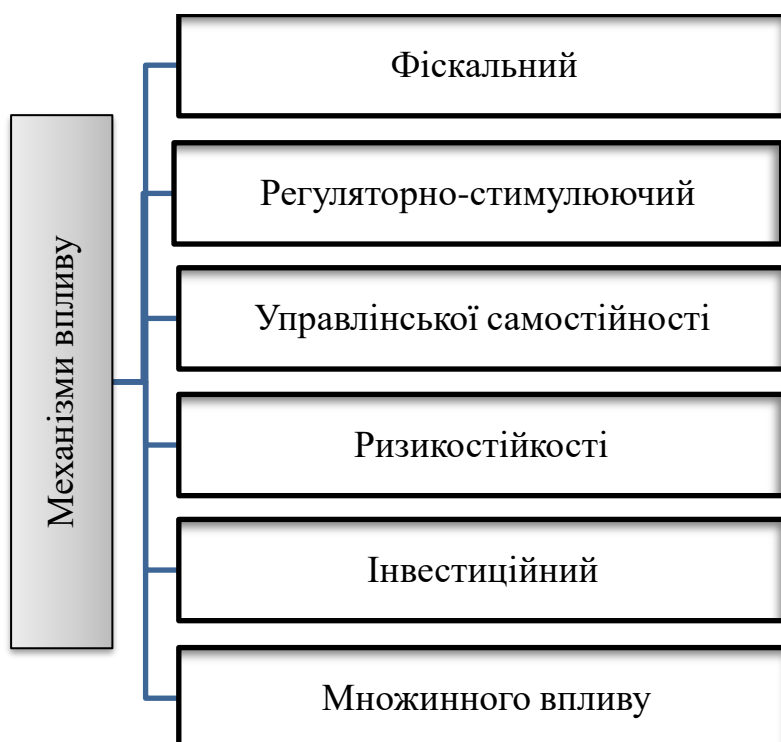 Механізми впливу
Фіскальний
Регуляторно-стимулюючий
Управлінської самостійності
Ризикостійкості
Інвестиційний
Множинного впливу